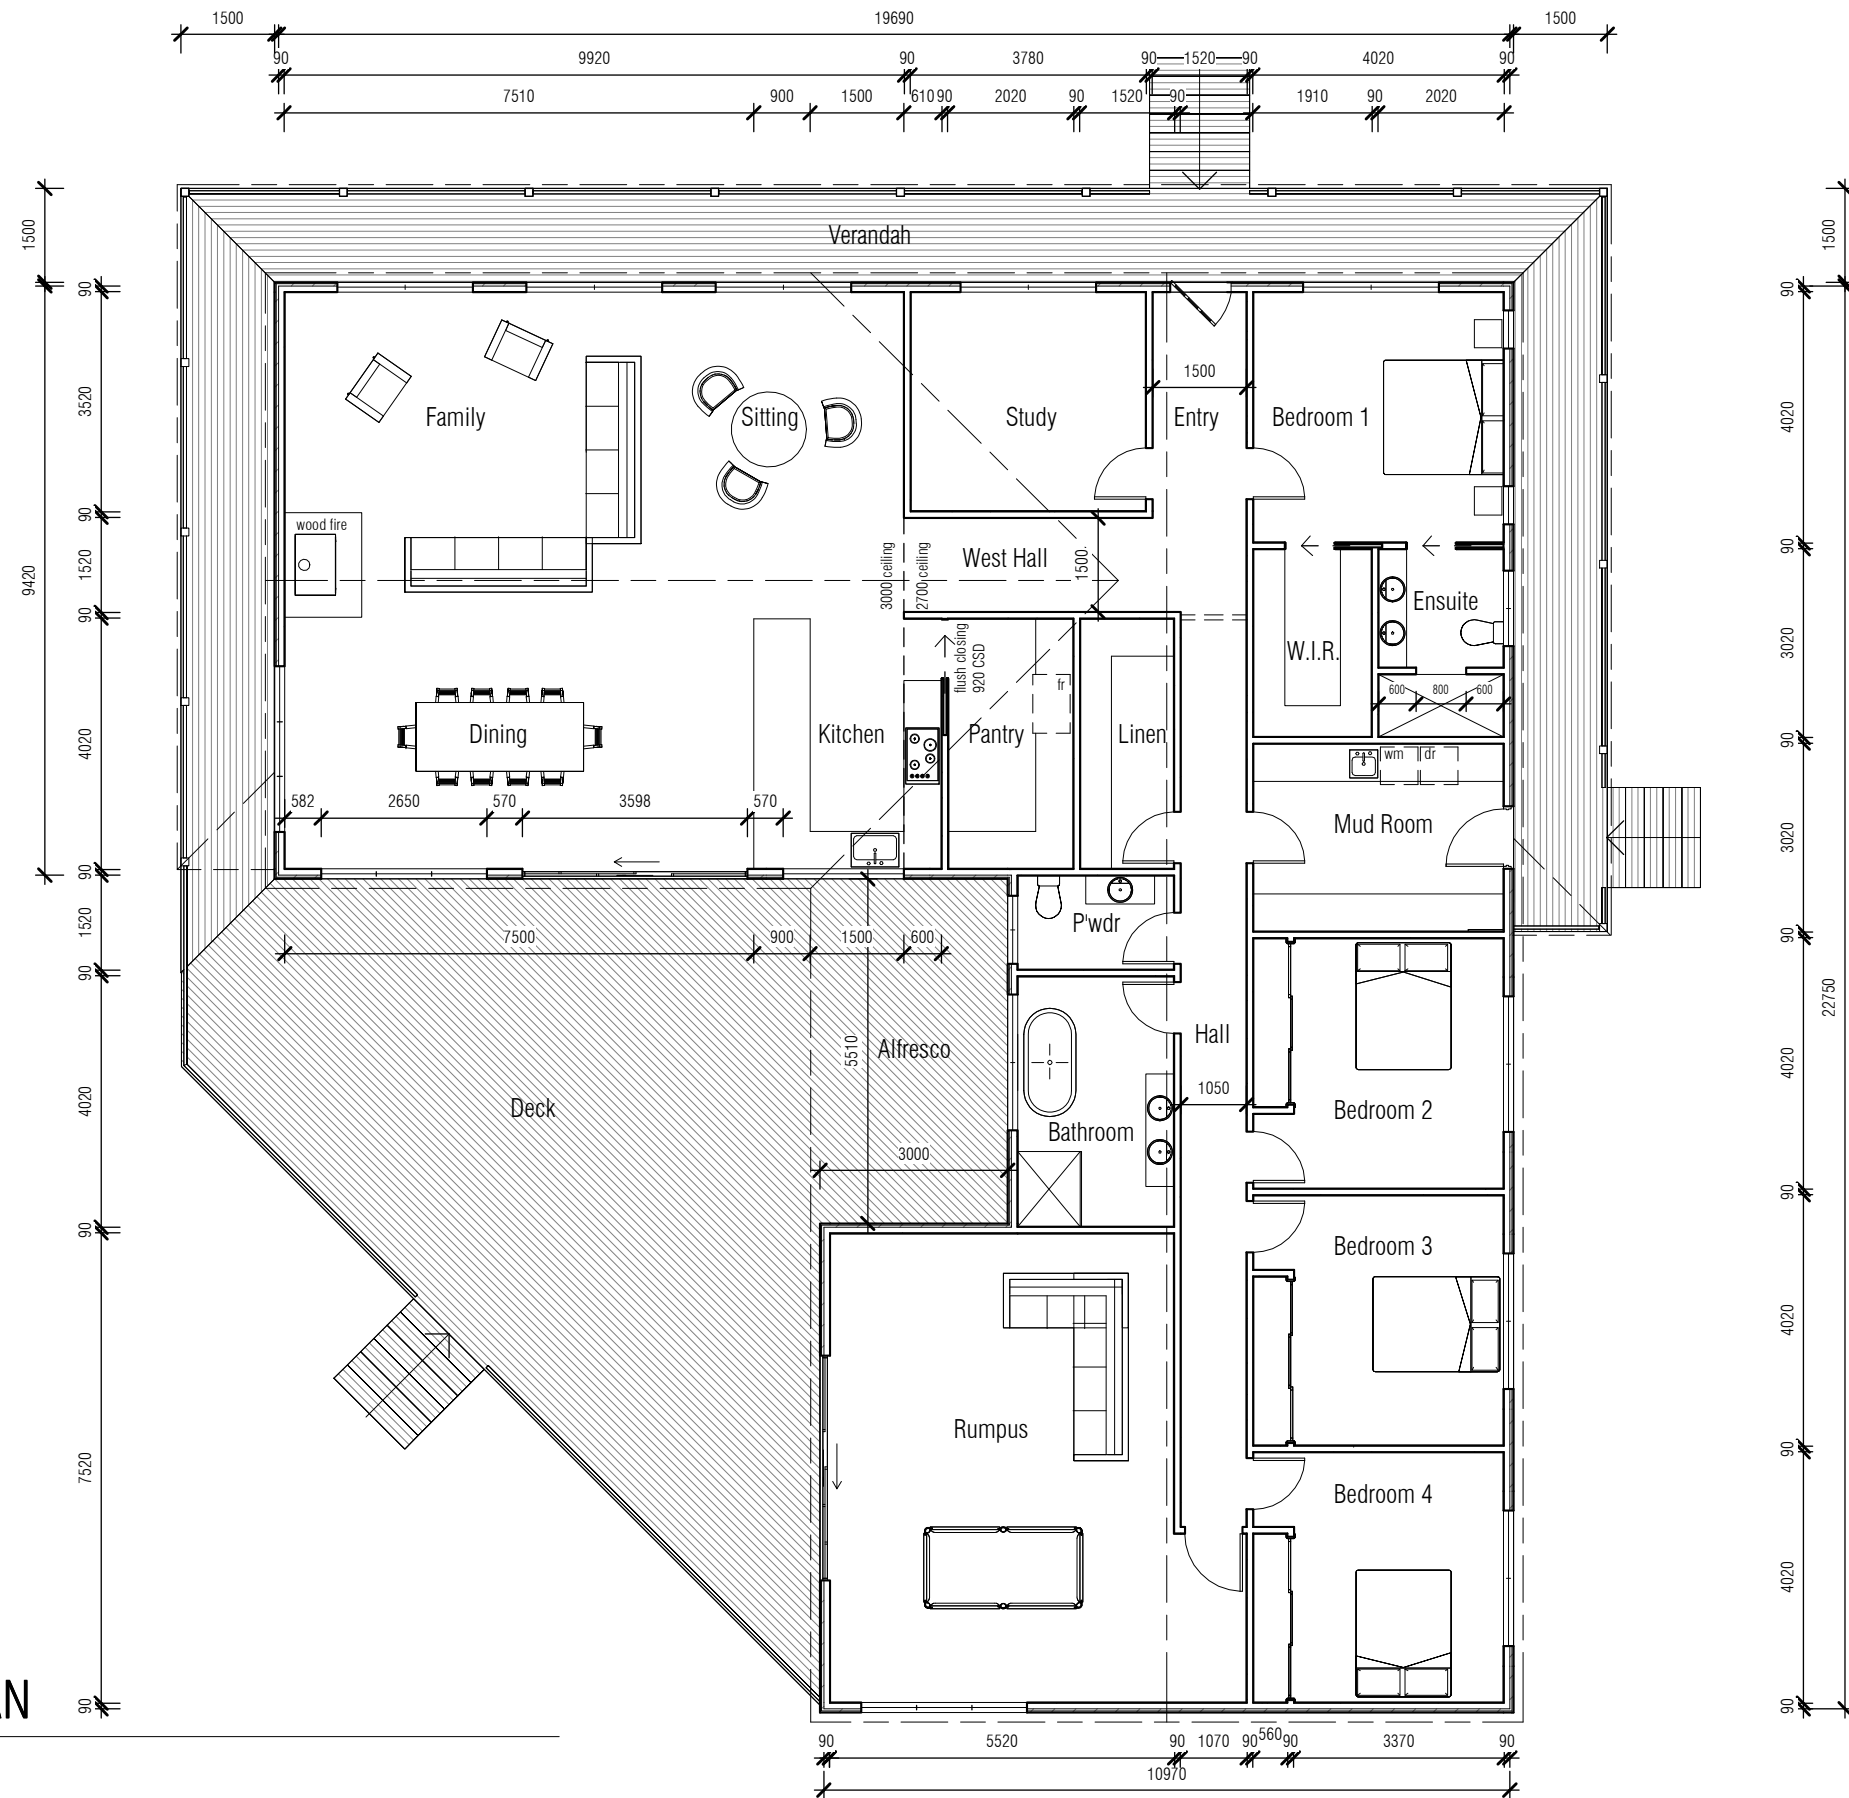 1500 19690 1500
90 9920 90 3780 90 1520 90 4020 90
7510 900 1500 610 90 2020 90 1520 90 1910 90 2020
Verandah
1500
1500
90
90
3520
4020
1500
Family
Sitting
Study
Entry
Bedroom 1
90
wood fire
90
1520
West Hall
1500.
3000 ceiling
2700 ceiling
9420
Ensuite
90
flush closing
920 CSD
3020
W.I.R.
fr
600 800 600
4020
Dining
Kitchen
Pantry
Linen
90
wm dr
582 2650 570 3598 570
Mud Room
3020
90
1520
P'wdr
7500 900 1500 600
90
90
22750
Hall
Alfresco
5510
4020
4020
1050
Deck
Bedroom 2
Bathroom
3000
90
90
Bedroom 3
4020
Rumpus
90
7520
Bedroom 4
4020
AN
90
90
90 5520 90 1070 90 560 90 3370 90
10970